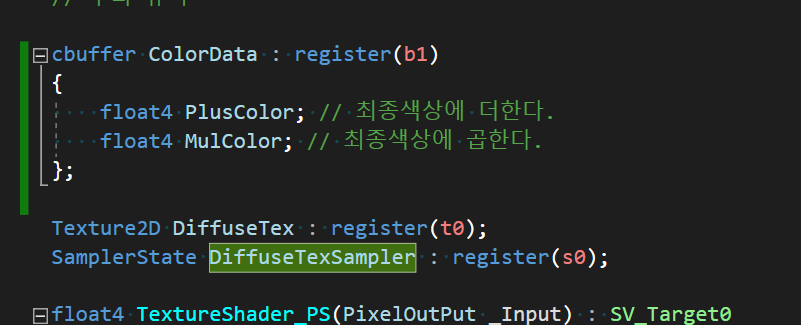 cbuffer ColorData : register(b1)
{
float4 PlusColor; // 최종색상에 더한다.
float4 MulColor; // 최종색상에 곱한다.
};
Texture2D DiffuseTex : register(t0);
SamplerState DiffuseTexSampler : register(s0);
float4 TextureShader_PS(PixelOutPut _Input) : SV_Target0